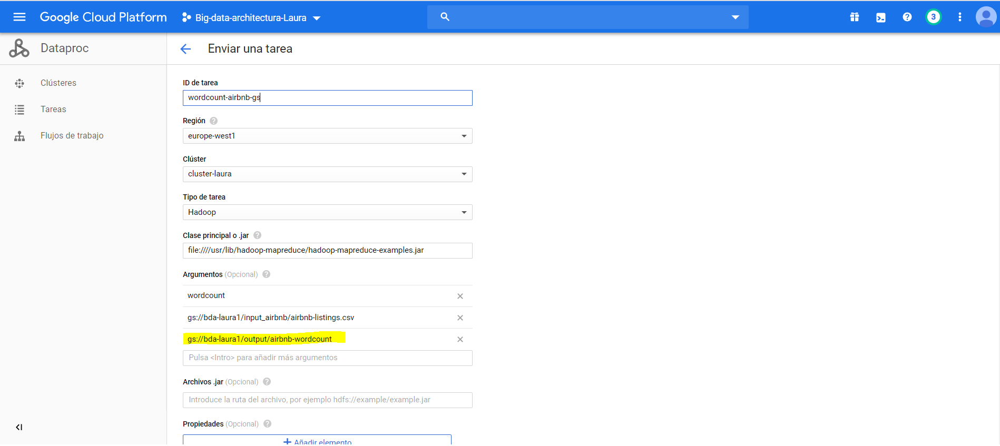 Google Cloud Platform
Big-data-architectura-Laura
3
Dataproc
Enviar una tarea
Clústeres
Tareas
Flujos de trabajo
ID de tarea
wordcount-airbnb-gs
Región
europe-west1
Clúster
cluster-laura
Tipo de tarea
Hadoop
Clase principal o .jar
file:////usr/lib/hadoop-mapreduce/hadoop-mapreduce-examples.jar
Argumentos (Opcional)
wordcount
gs://bda-laura1/input_airbnb/airbnb-listings.csv
gs://bda-laura1/output/airbnb-wordcount
Pulsa <Intro> para añadir más argumentos
Archivos .jar (Opcional)
Introduce la ruta del archivo, por ejemplo hdfs://example/example.jar
Propiedades (Opcional)
+ Añadir elemento